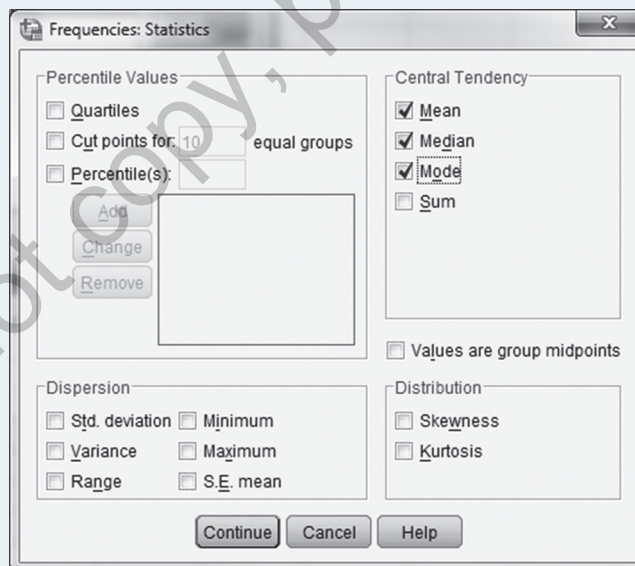 Frequencies: Statistics
Percentile Values
Quartiles
Cut points for: 10 equal groups
Percentile(s):
Add
Change
Remove
Central Tendency
Mean
Median
Mode
Sum
Values are group midpoints
Dispersion
Std. deviation Minimum
Variance Maximum
Range S.E. mean
Distribution
Skewness
Kurtosis
Continue Cancel Help
not copy, p